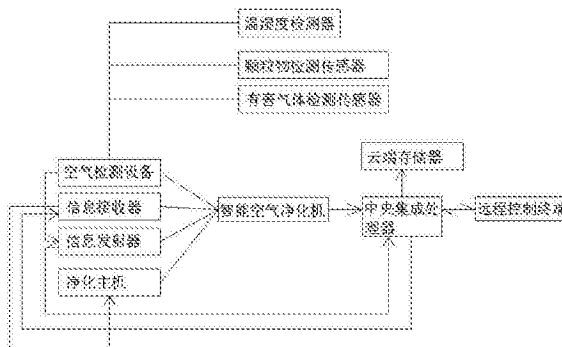 温湿度检测器
颗粒物检测传感器
有害气体检测传感器
云端存储器
空气检测设备
信息接收器
智能空气净化机
中央集成处
理器
远程控制终端
信息发射器
净化主机